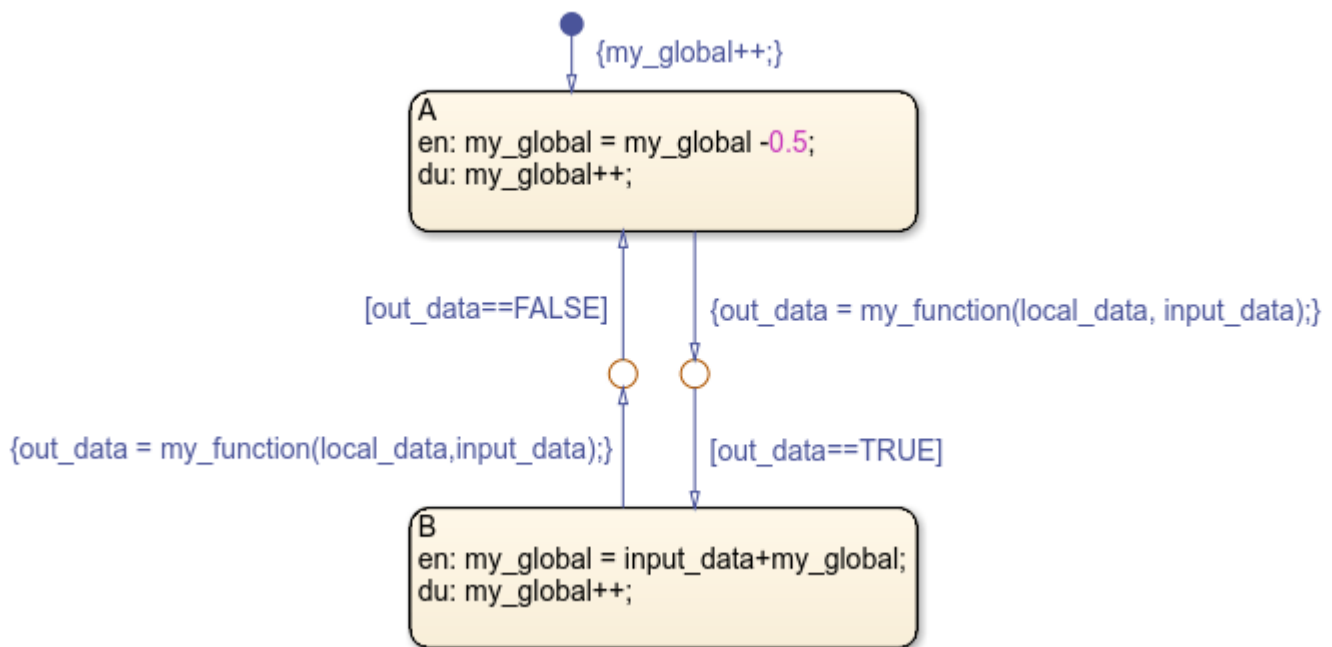 {my_global++;}
A
en: my_global = my_global -0.5;
du: my_global++;
[out_data==FALSE]
{out_data = my_function(local_data, input_data);}
{out_data = my_function(local_data,input_data);}
[out_data==TRUE]
B
en: my_global = input_data+my_global;
du: my_global++;